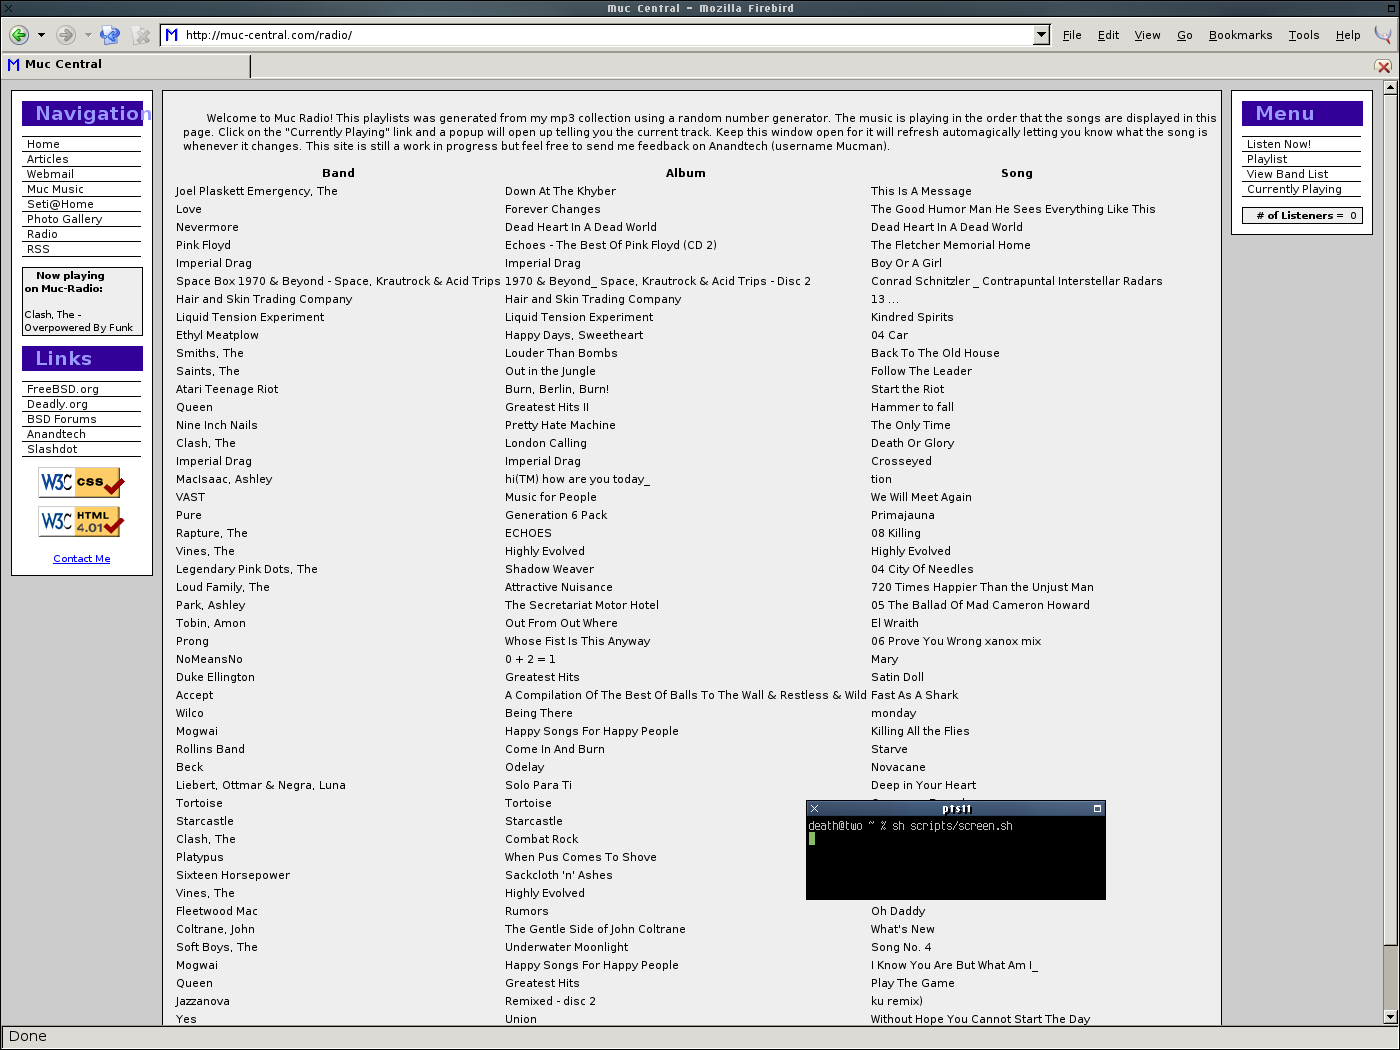 Muc Central - Mozilla Firebird
http://muc-central.com/radio/
File Edit View Go Bookmarks Tools Help
Muc Central
Navigation
Home
Articles
Webmail
Muc Music
Seti@Home
Photo Gallery
Radio
RSS
Now playing
on Muc-Radio:
Clash, The -
Overpowered By Funk
Links
FreeBSD.org
Deadly.org
BSD Forums
Anandtech
Slashdot
W3C css
W3C HTML 4.01
Contact Me
Welcome to Muc Radio! This playlists was generated from my mp3 collection using a random number generator. The music is playing in the order that the songs are displayed in this
page. Click on the "Currently Playing" link and a popup will open up telling you the current track. Keep this window open for it will refresh automagically letting you know what the song is
whenever it changes. This site is still a work in progress but feel free to send me feedback on Anandtech (username Mucman).
Band Album Song
Joel Plaskett Emergency, The Down At The Khyber This Is A Message
Love Forever Changes The Good Humor Man He Sees Everything Like This
Nevermore Dead Heart In A Dead World Dead Heart In A Dead World
Pink Floyd Echoes - The Best Of Pink Floyd (CD 2) The Fletcher Memorial Home
Imperial Drag Imperial Drag Boy Or A Girl
Space Box 1970 & Beyond - Space, Krautrock & Acid Trips 1970 & Beyond_ Space, Krautrock & Acid Trips - Disc 2 Conrad Schnitzler _ Contrapuntal Interstellar Radars
Hair and Skin Trading Company Hair and Skin Trading Company 13 ...
Liquid Tension Experiment Liquid Tension Experiment Kindred Spirits
Ethyl Meatplow Happy Days, Sweetheart 04 Car
Smiths, The Louder Than Bombs Back To The Old House
Saints, The Out in the Jungle Follow The Leader
Atari Teenage Riot Burn, Berlin, Burn! Start the Riot
Queen Greatest Hits II Hammer to fall
Nine Inch Nails Pretty Hate Machine The Only Time
Clash, The London Calling Death Or Glory
Imperial Drag Imperial Drag Crosseyed
MacIsaac, Ashley hi(TM) how are you today_ tion
VAST Music for People We Will Meet Again
Pure Generation 6 Pack Primajauna
Rapture, The ECHOES 08 Killing
Vines, The Highly Evolved Highly Evolved
Legendary Pink Dots, The Shadow Weaver 04 City Of Needles
Loud Family, The Attractive Nuisance 720 Times Happier Than the Unjust Man
Park, Ashley The Secretariat Motor Hotel 05 The Ballad Of Mad Cameron Howard
Tobin, Amon Out From Out Where El Wraith
Prong Whose Fist Is This Anyway 06 Prove You Wrong xanox mix
NoMeansNo 0 + 2 = 1 Mary
Duke Ellington Greatest Hits Satin Doll
Accept A Compilation Of The Best Of Balls To The Wall & Restless & Wild Fast As A Shark
Wilco Being There monday
Mogwai Happy Songs For Happy People Killing All the Flies
Rollins Band Come In And Burn Starve
Beck Odelay Novacane
Liebert, Ottmar & Negra, Luna Solo Para Ti Deep in Your Heart
Tortoise Tortoise
Starcastle Starcastle
Clash, The Combat Rock
Platypus When Pus Comes To Shove
Sixteen Horsepower Sackcloth 'n' Ashes
Vines, The Highly Evolved
Fleetwood Mac Rumors Oh Daddy
Coltrane, John The Gentle Side of John Coltrane What's New
Soft Boys, The Underwater Moonlight Song No. 4
Mogwai Happy Songs For Happy People I Know You Are But What Am I_
Queen Greatest Hits Play The Game
Jazzanova Remixed - disc 2 ku remix)
Yes Union Without Hope You Cannot Start The Day
pts11
death@two ~ % sh scripts/screen.sh
Menu
Listen Now!
Playlist
View Band List
Currently Playing
# of Listeners = 0
Done